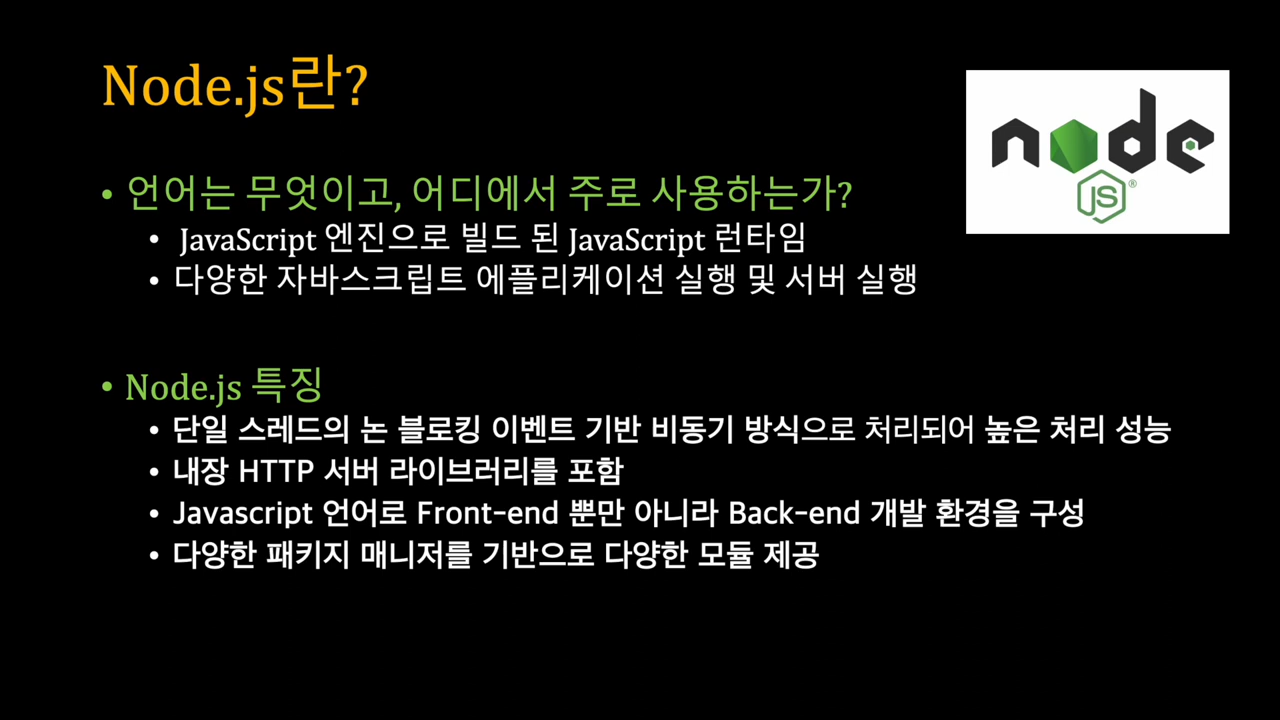 Node.js란?
node
JS®
• 언어는 무엇이고, 어디에서 주로 사용하는가?
• JavaScript 엔진으로 빌드 된 JavaScript 런타임
• 다양한 자바스크립트 에플리케이션 실행 및 서버 실행
• Node.js 특징
• 단일 스레드의 논 블로킹 이벤트 기반 비동기 방식으로 처리되어 높은 처리 성능
• 내장 HTTP 서버 라이브러리를 포함
• Javascript 언어로 Front-end 뿐만 아니라 Back-end 개발 환경을 구성
• 다양한 패키지 매니저를 기반으로 다양한 모듈 제공